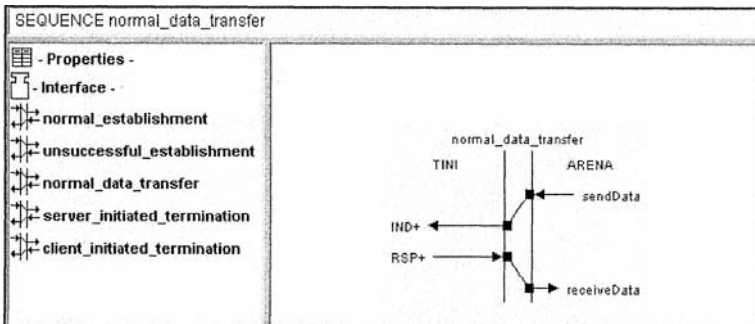 SEQUENCE normal_data_transfer
- Properties -
- Interface -
normal_establishment
unsuccessful_establishment
normal_data_transfer
server_initiated_termination
client_initiated_termination
normal_data_transfer
TINI ARENA
sendData
IND+
RSP+
receiveData